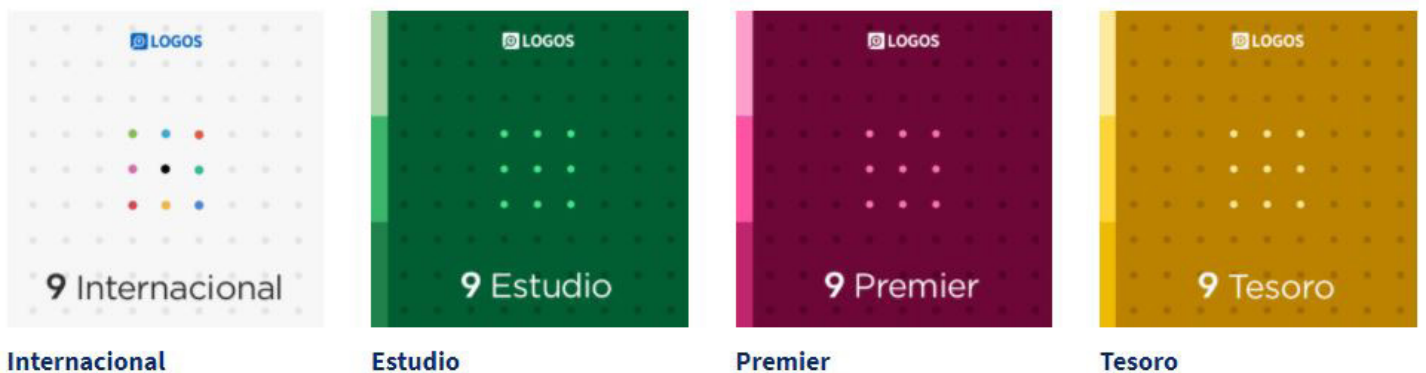 LOGOS
9 Internacional
Internacional
LOGOS
9 Estudio
Estudio
LOGOS
9 Premier
Premier
LOGOS
9 Tesoro
Tesoro